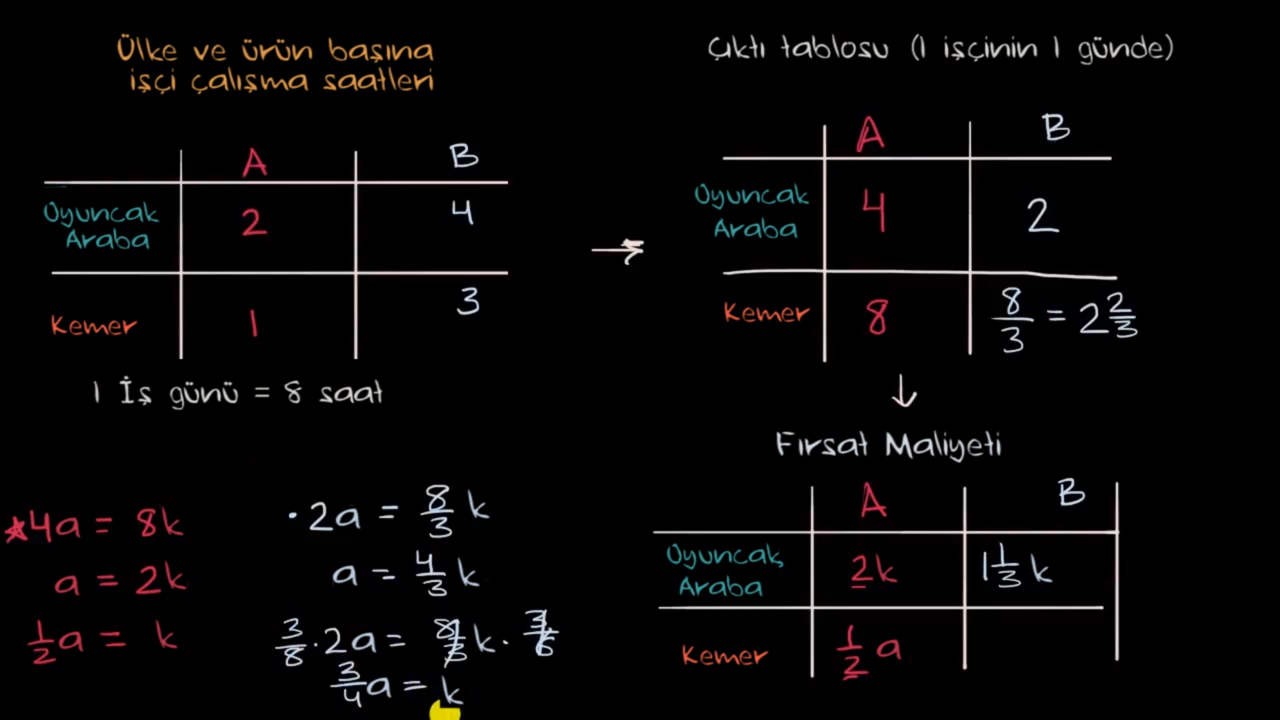 Ülke ve ürün başına
işçi çalışma saatleri
A B
Oyuncak Araba 2 4
Kemer 1 3
1 İş günü = 8 saat
Çıktı tablosu (1 işçinin 1 günde)
A B
Oyuncak Araba 4 2
Kemer 8 8/3 = 2 2/3
Fırsat Maliyeti
A B
Oyuncak Araba 2k 1 1/3 k
Kemer 1/2 a
*4a = 8k
a = 2k
1/2 a = k
·2a = 8/3 k
a = 4/3 k
3/8 · 2a = 8/3 k ·
3/4 a = k